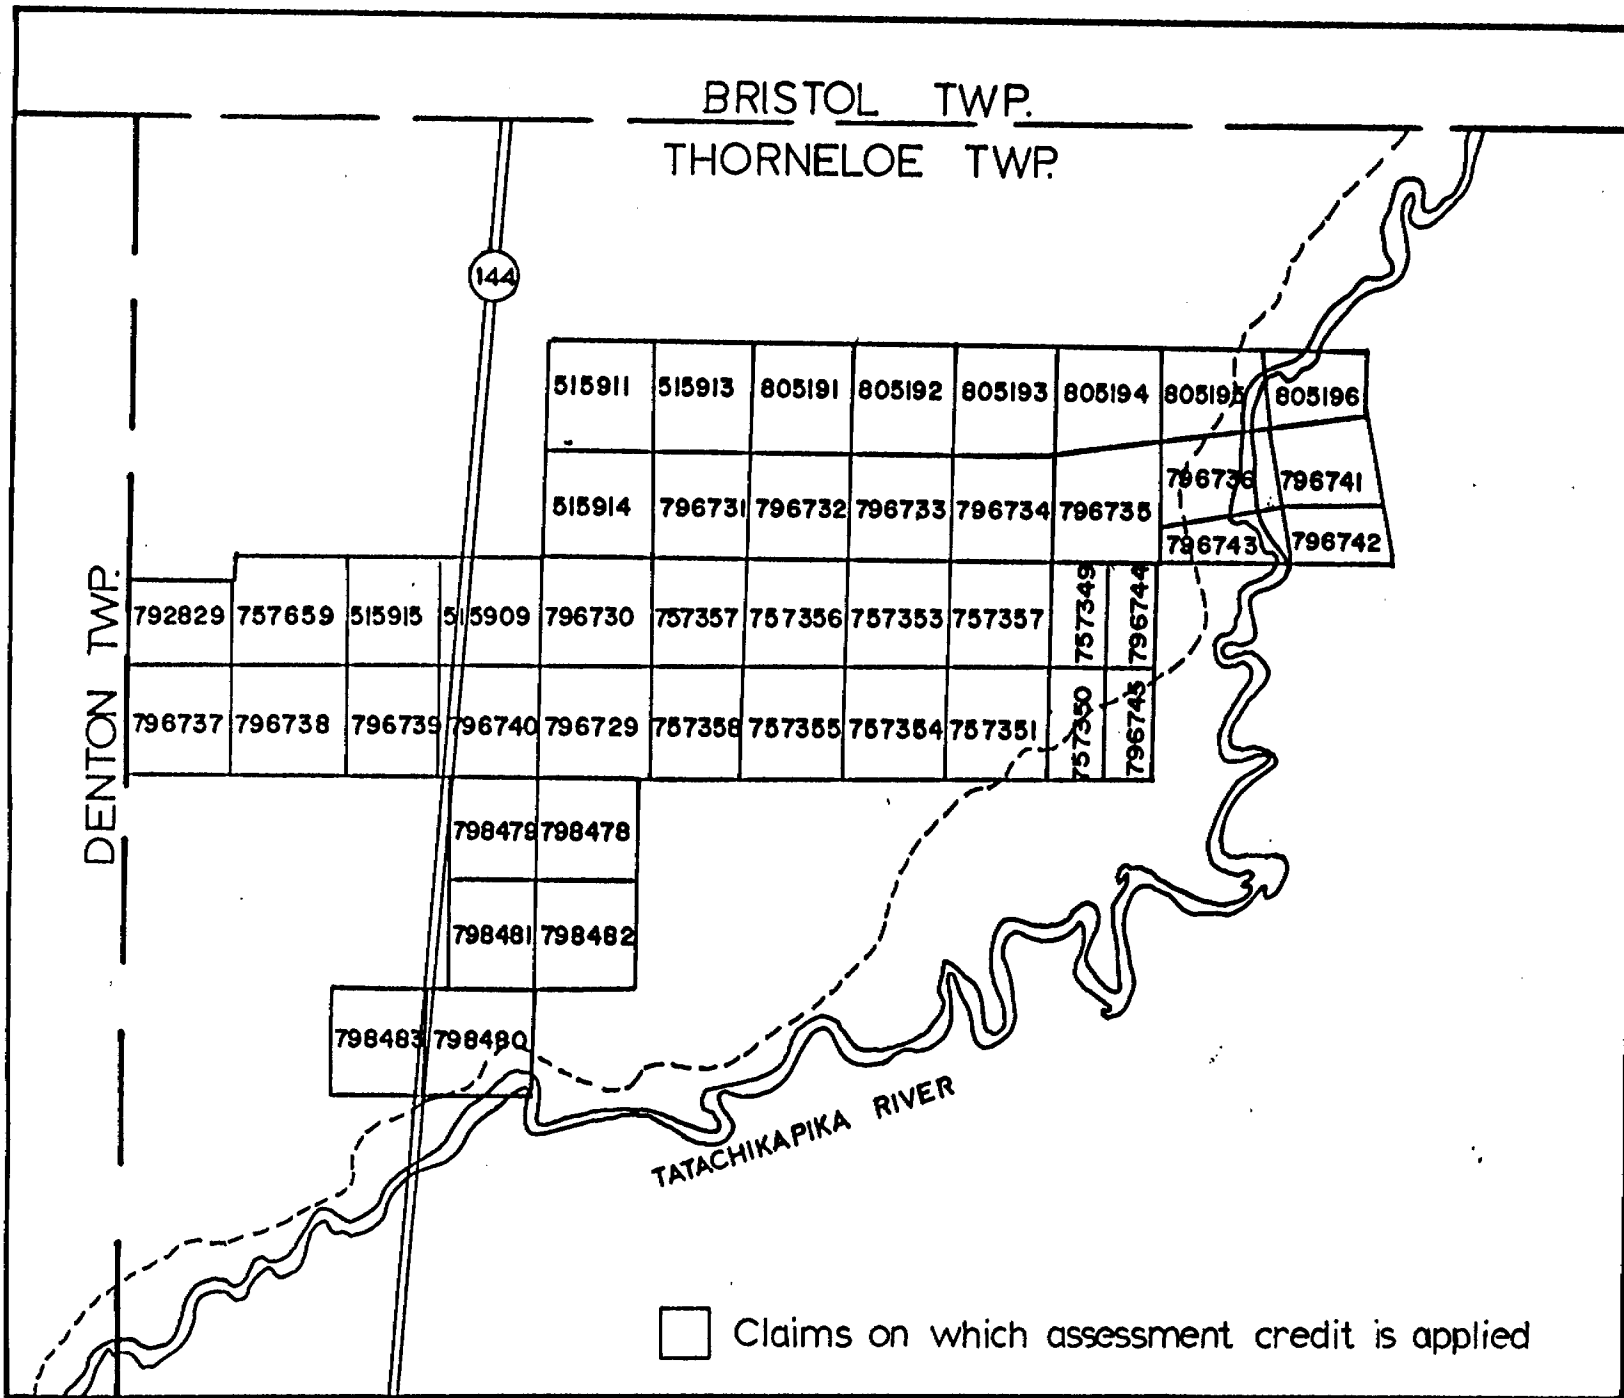 BRISTOL TWP.
THORNELOE TWP.
144
515911 515913 805191 805192 805193 805194 805195 805196
796736 796741
515914 796731 796732 796733 796734 796735
796743 796742
DENTON TWP.
792829 757659 515915 515909 796730 757357 757356 757353 757357 757349 796744
796737 796738 796739 796740 796729 757358 757355 757354 757351 757350 796745
798479 798478
798481 798482
798483 798480
TATACHIKAPIKA RIVER
Claims on which assessment credit is applied